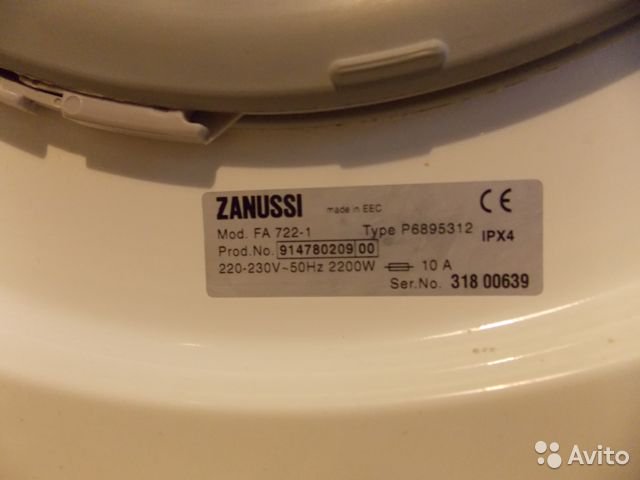 ZANUSSI made in EEC CE
Mod. FA 722-1 Type P6895312 IPX4
Prod.No. 914780209 00
220-230V~50Hz 2200W 10 A
Ser.No. 318 00639
Avito